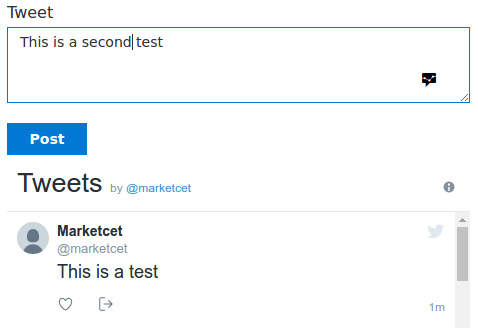 Tweet
This is a second test
Post
Tweets by @marketcet
Marketcet
@marketcet
This is a test
1m